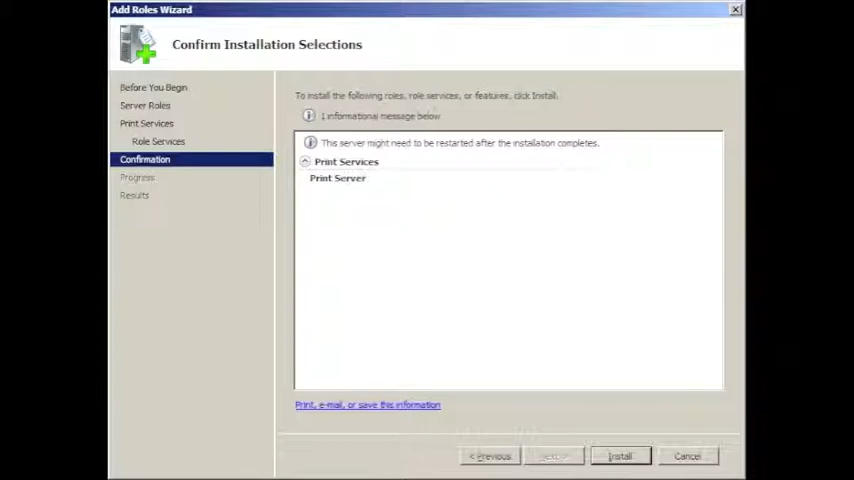 Add Roles Wizard
Confirm Installation Selections
Before You Begin
Server Roles
Print Services
Role Services
Confirmation
Progress
Results
To install the following roles, role services, or features, click Install.
1 informational message below
This server might need to be restarted after the installation completes.
Print Services
Print Server
Print, e-mail, or save this information
< Previous
Next >
Install
Cancel